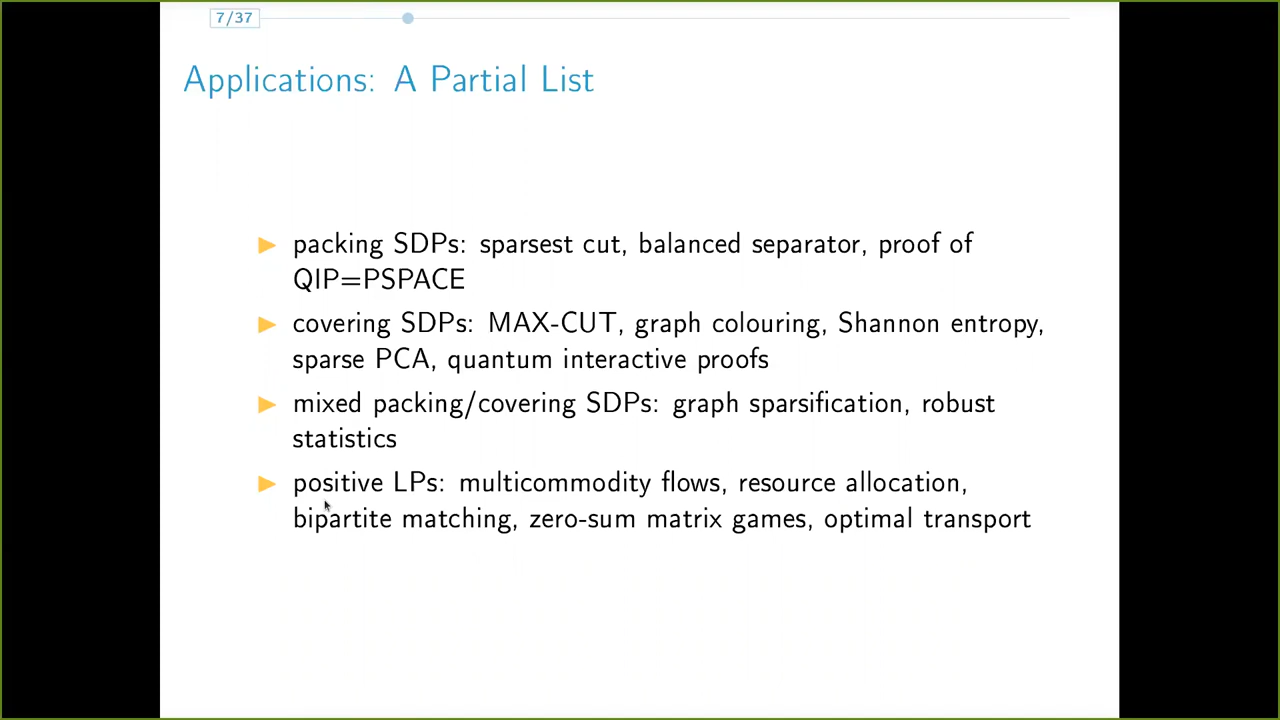 7/37
Applications: A Partial List
packing SDPs: sparsest cut, balanced separator, proof of
QIP=PSPACE
covering SDPs: MAX-CUT, graph colouring, Shannon entropy,
sparse PCA, quantum interactive proofs
mixed packing/covering SDPs: graph sparsification, robust
statistics
positive LPs: multicommodity flows, resource allocation,
bipartite matching, zero-sum matrix games, optimal transport